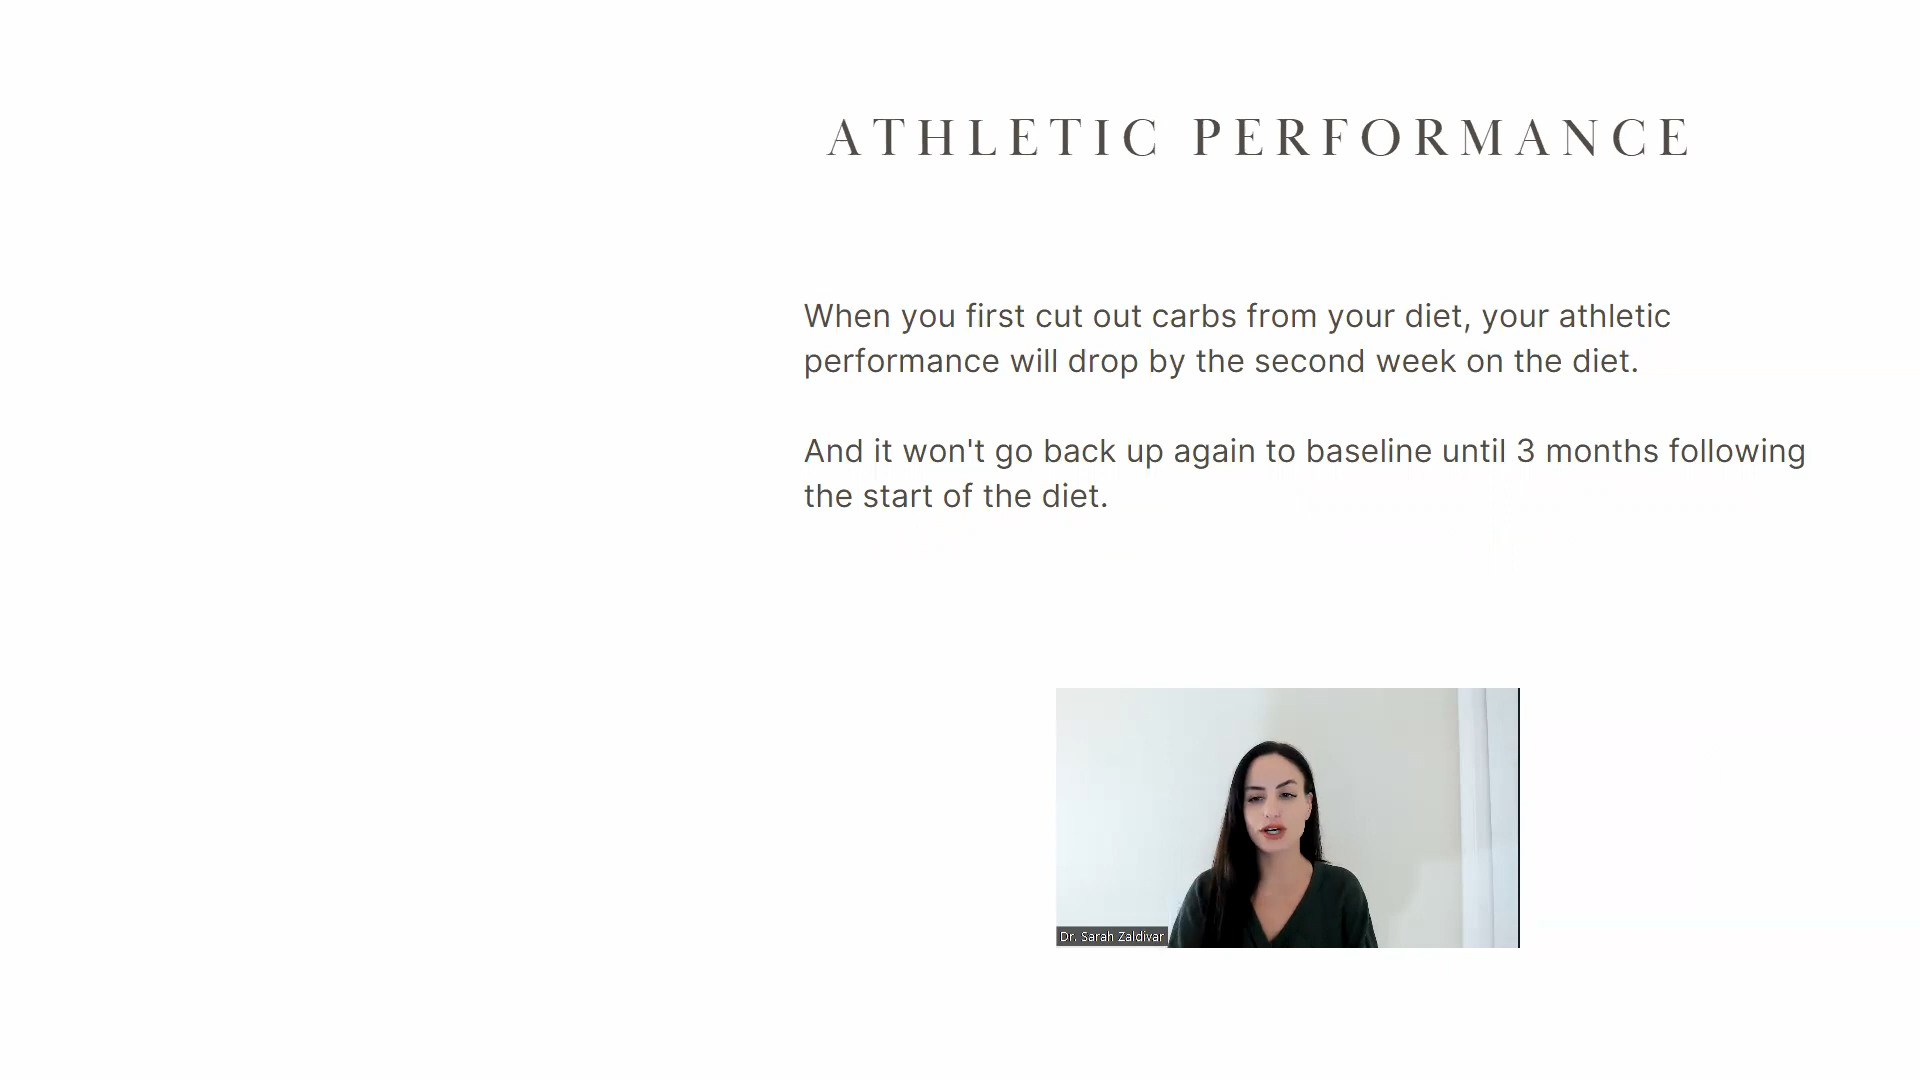 ATHLETIC PERFORMANCE
When you first cut out carbs from your diet, your athletic
performance will drop by the second week on the diet.
And it won't go back up again to baseline until 3 months following
the start of the diet.
Dr. Sarah Zaldivar